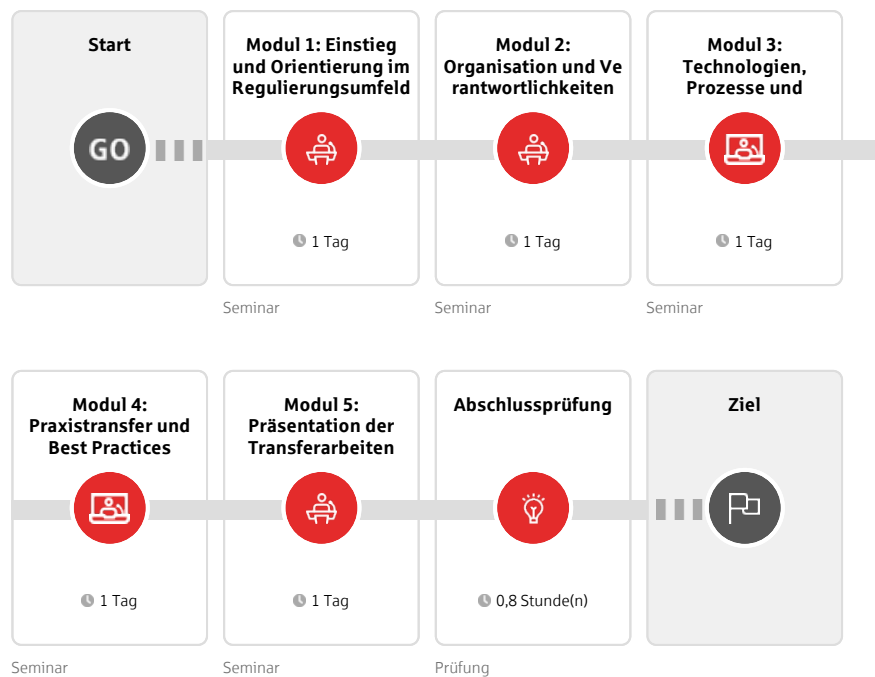 Start
GO
Modul 1: Einstieg
und Orientierung im
Regulierungsumfeld
1 Tag
Seminar
Modul 2:
Organisation und Ve
rantwortlichkeiten
1 Tag
Seminar
Modul 3:
Technologien,
Prozesse und
1 Tag
Seminar
Modul 4:
Praxistransfer und
Best Practices
1 Tag
Seminar
Modul 5:
Präsentation der
Transferarbeiten
1 Tag
Seminar
Abschlussprüfung
0,8 Stunde(n)
Prüfung
Ziel